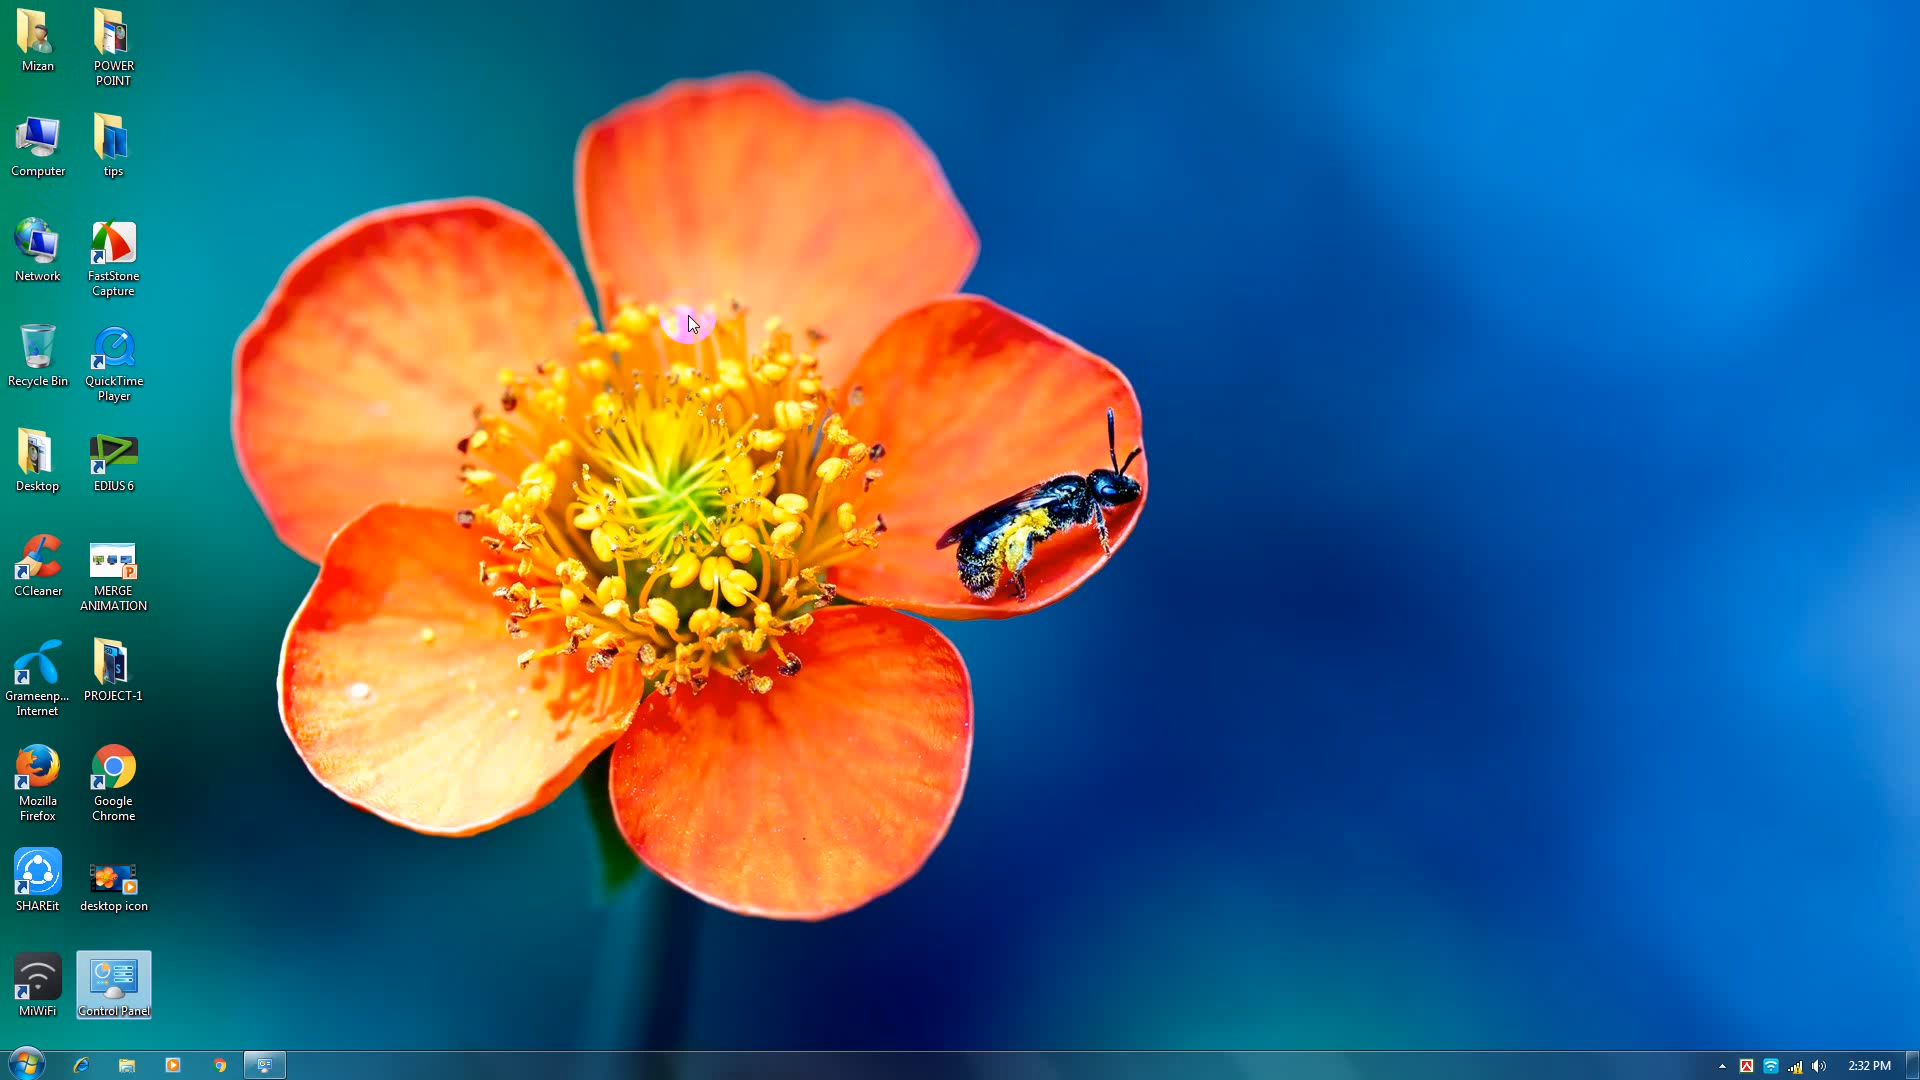 Mizan
POWER
POINT
Computer
tips
Network
FastStone
Capture
Recycle Bin
QuickTime
Player
Desktop
EDIUS 6
CCleaner
MERGE
ANIMATION
Grameenp...
Internet
PROJECT-1
Mozilla
Firefox
Google
Chrome
SHAREit
desktop icon
MiWiFi
Control Panel
2:32 PM